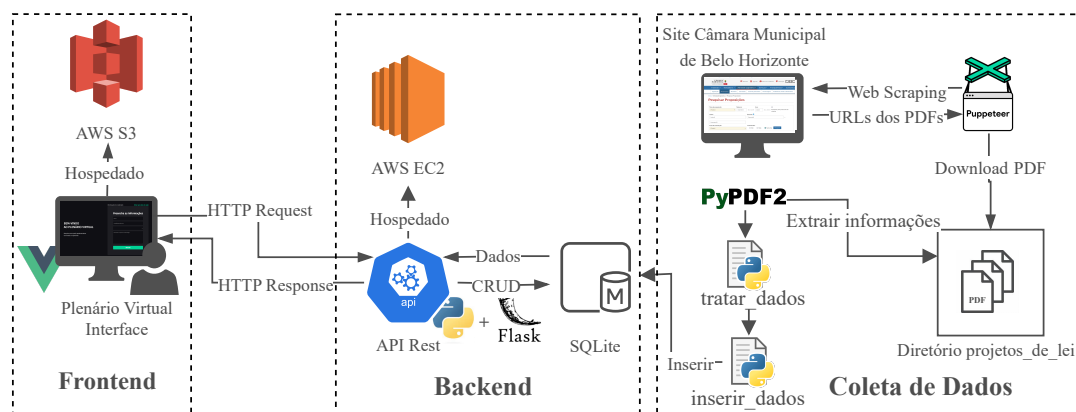 AWS S3
Hospedado
Plenário Virtual
Interface
Frontend
HTTP Request
HTTP Response
AWS EC2
Hospedado
api
API Rest
+
Flask
Dados
CRUD
M
SQLite
Backend
Site Câmara Municipal
de Belo Horizonte
Pesquisar Proposições
Web Scraping
URLs dos PDFs
Puppeteer
Download PDF
PyPDF2
Extrair informações
tratar_dados
Inserir
inserir_dados
PDF
Diretório projetos_de_lei
Coleta de Dados